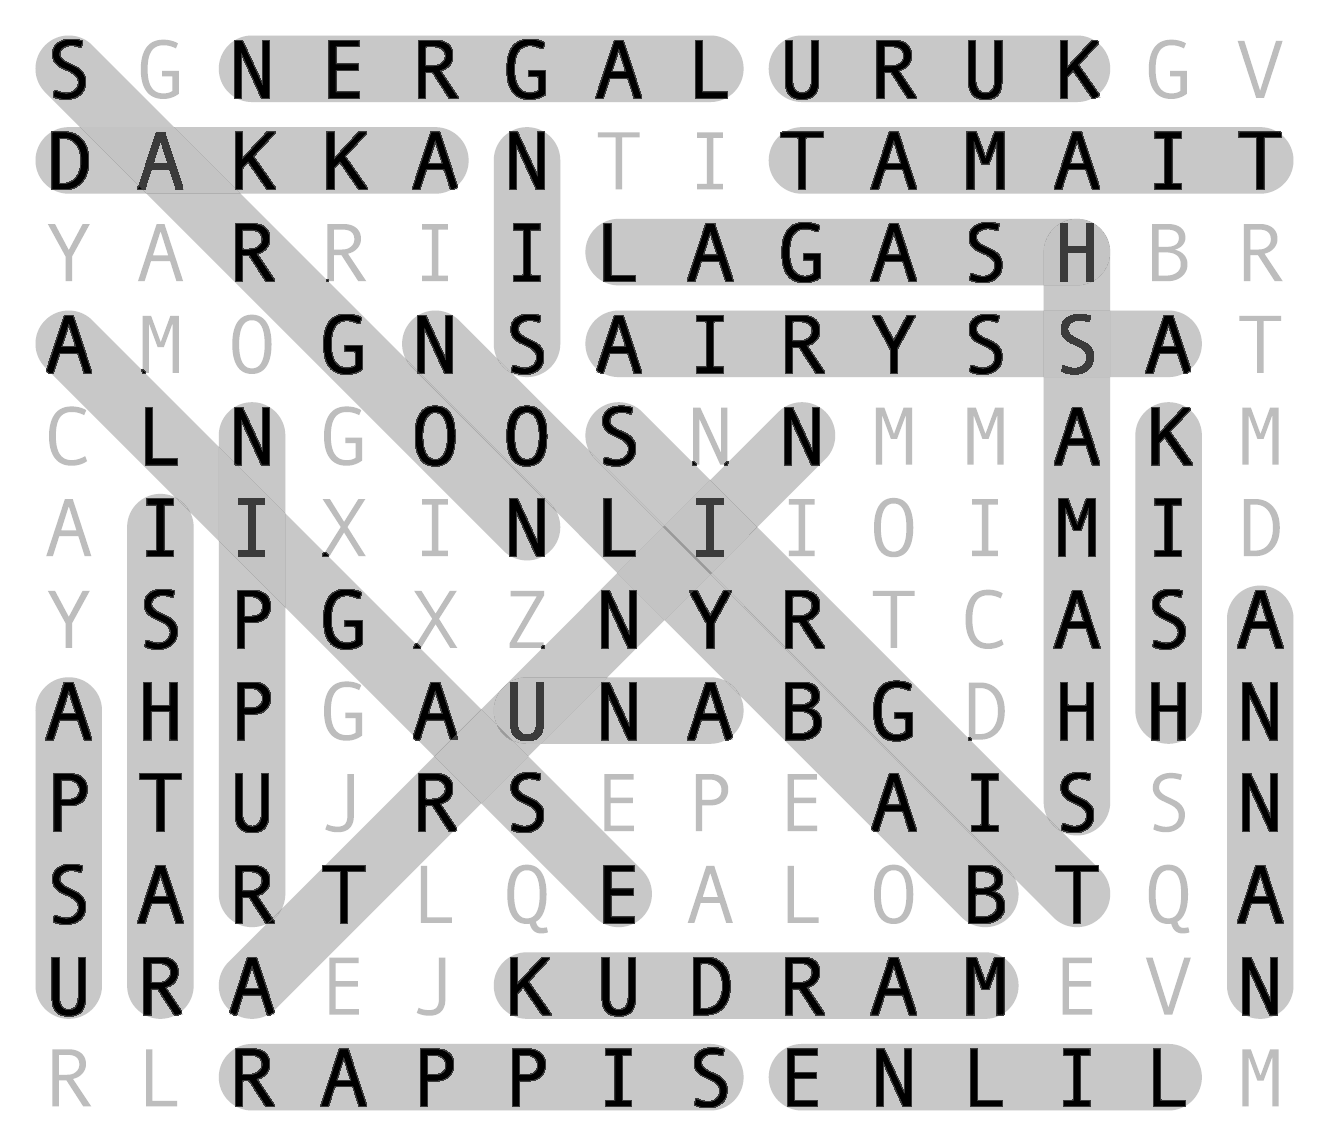 S G N E R G A L U R U K G V
D A K K A N T I T A M A I T
Y A R R I I L A G A S H B R
A M O G N S A I R Y S S A T
C L N G O O S N N M M A K M
A I I X I N L I I O I M I D
Y S P G X Z N Y R T C A S A
A H P G A U N A B G D H H N
P T U J R S E P E A I S S N
S A R T L Q E A L O B T Q A
U R A E J K U D R A M E V N
R L R A P P I S E N L I L M